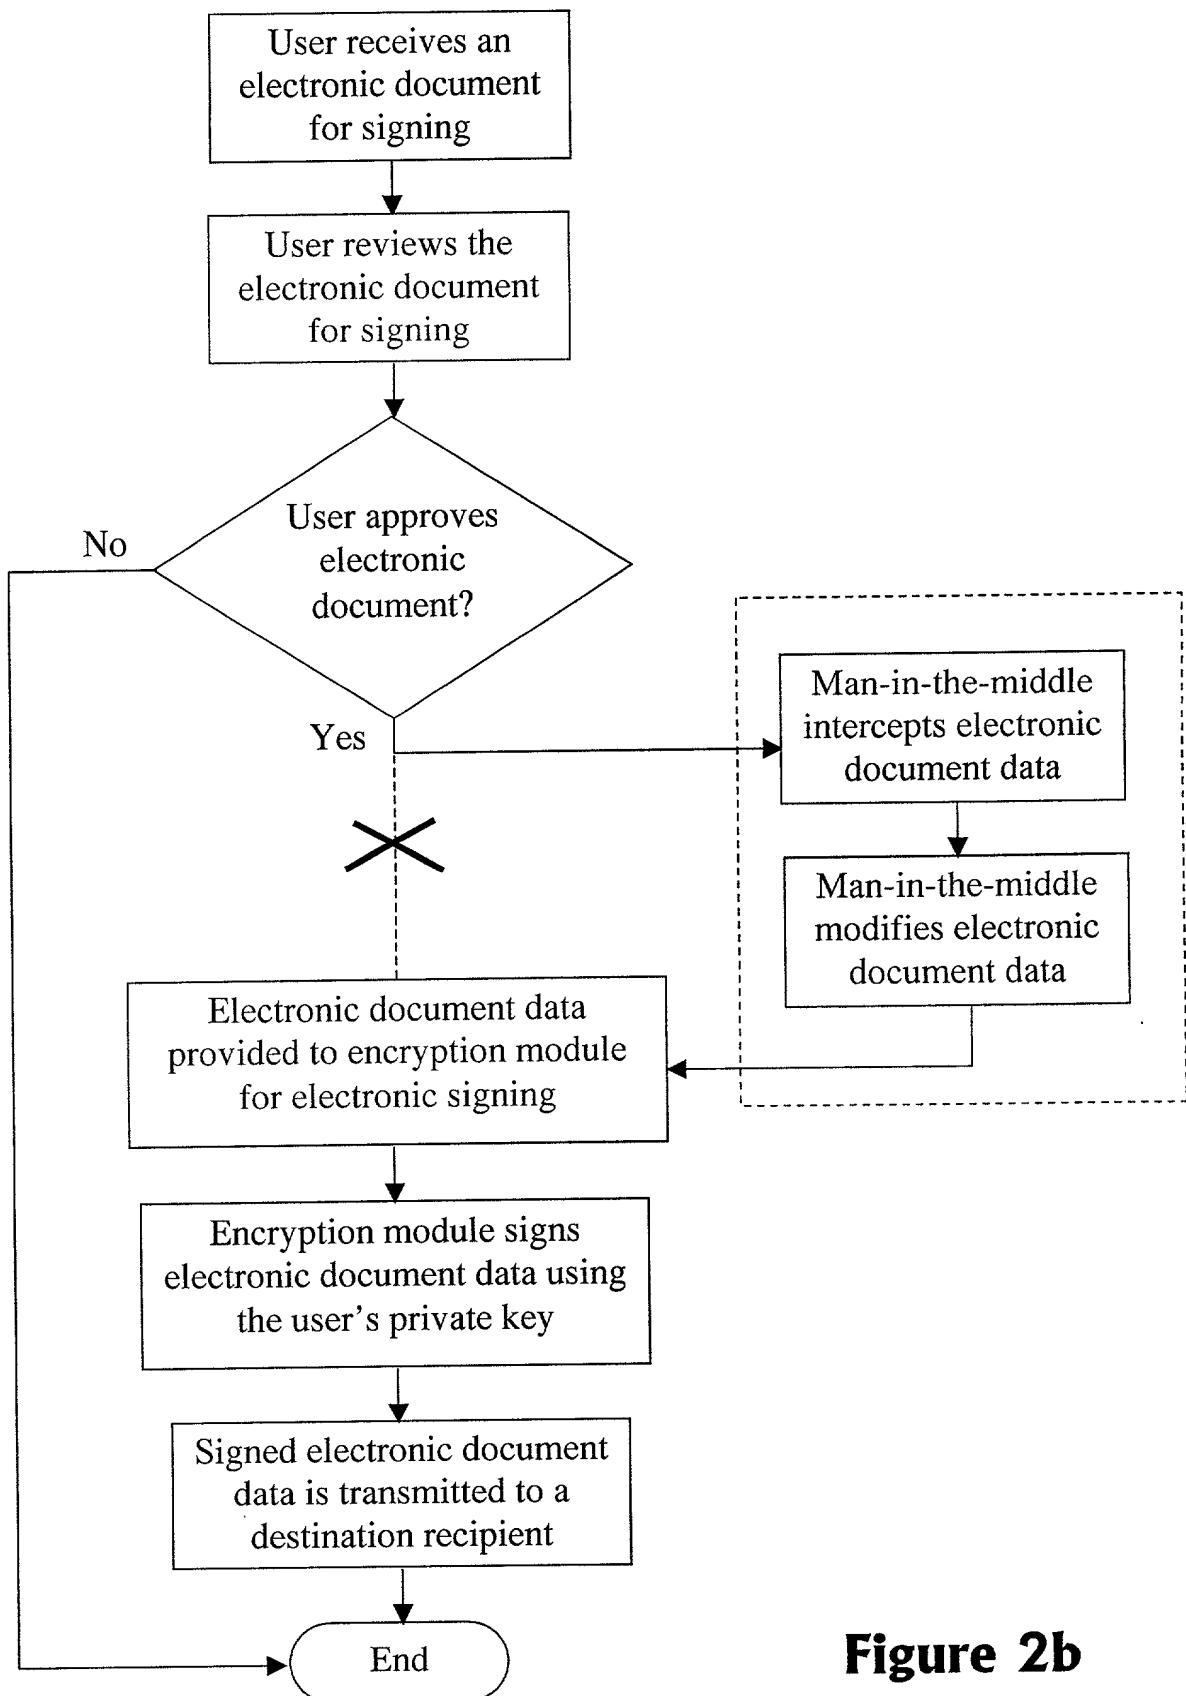 User receives an
electronic document
for signing
User reviews the
electronic document
for signing
User approves
electronic
document?
No
Yes
Man-in-the-middle
intercepts electronic
document data
Man-in-the-middle
modifies electronic
document data
Electronic document data
provided to encryption module
for electronic signing
Encryption module signs
electronic document data using
the user's private key
Signed electronic document
data is transmitted to a
destination recipient
End
Figure 2b